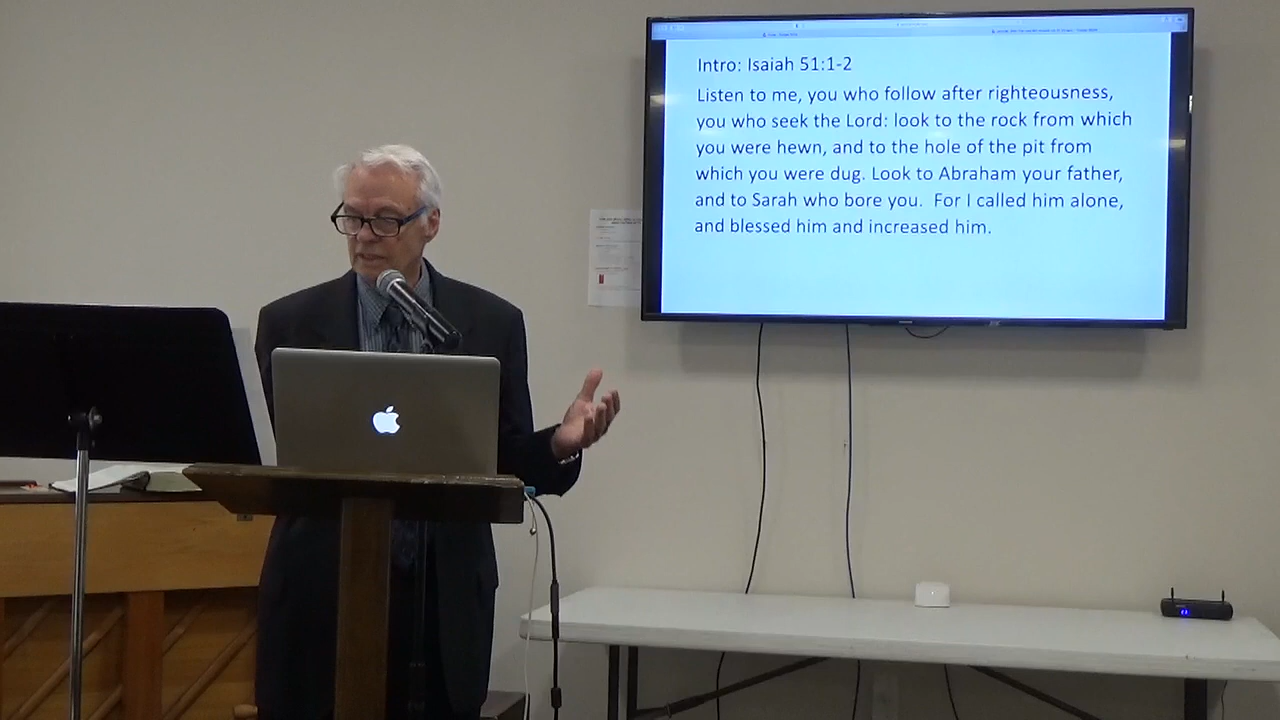 Intro: Isaiah 51:1-2
Listen to me, you who follow after righteousness,
you who seek the Lord: look to the rock from which
you were hewn, and to the hole of the pit from
which you were dug. Look to Abraham your father,
and to Sarah who bore you. For I called him alone,
and blessed him and increased him.